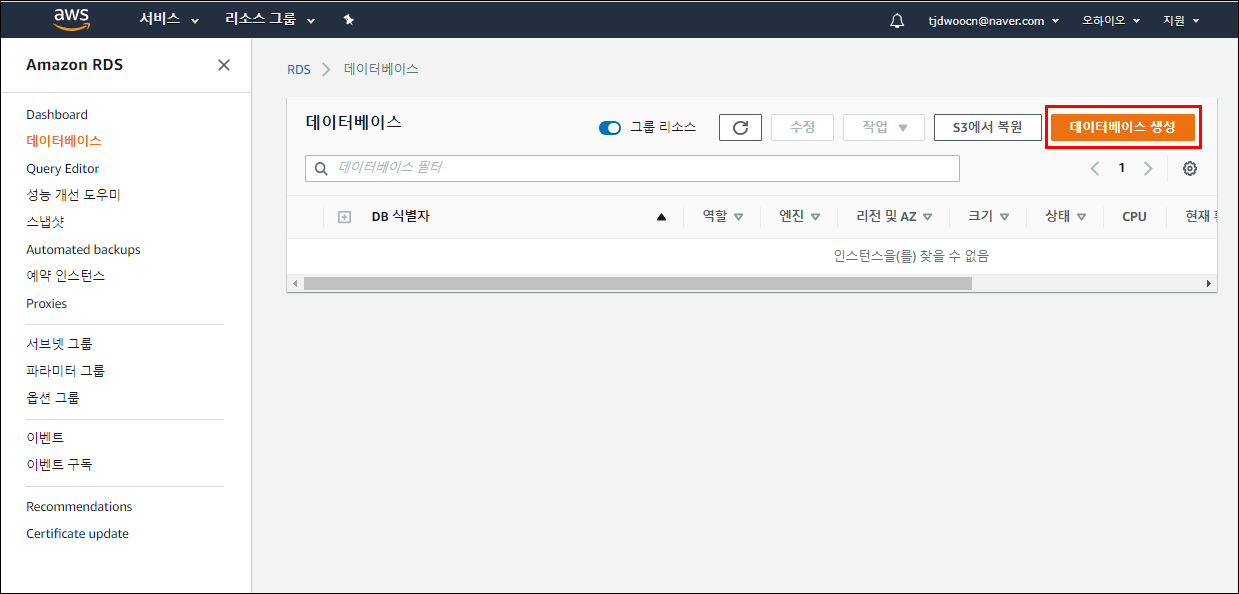 aws 서비스 리소스 그룹 tjdwoocn@naver.com 오하이오 지원
Amazon RDS
Dashboard
데이터베이스
Query Editor
성능 개선 도우미
스냅샷
Automated backups
예약 인스턴스
Proxies
서브넷 그룹
파라미터 그룹
옵션 그룹
이벤트
이벤트 구독
Recommendations
Certificate update
RDS 데이터베이스
데이터베이스 그룹 리소스 수정 작업 S3에서 복원 데이터베이스 생성
데이터베이스 필터 1
DB 식별자 역할 엔진 리전 및 AZ 크기 상태 CPU 현재
인스턴스을(를) 찾을 수 없음